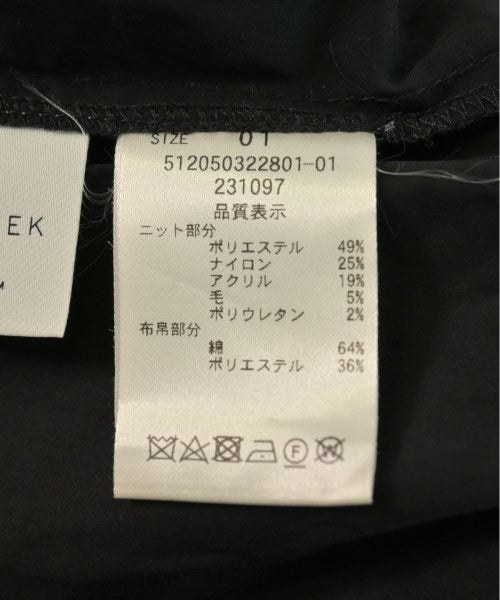 SIZE 01
512050322801-01
231097
品質表示
ニット部分
ポリエステル 49%
ナイロン 25%
アクリル 19%
毛 5%
ポリウレタン 2%
布帛部分
綿 64%
ポリエステル 36%
EK